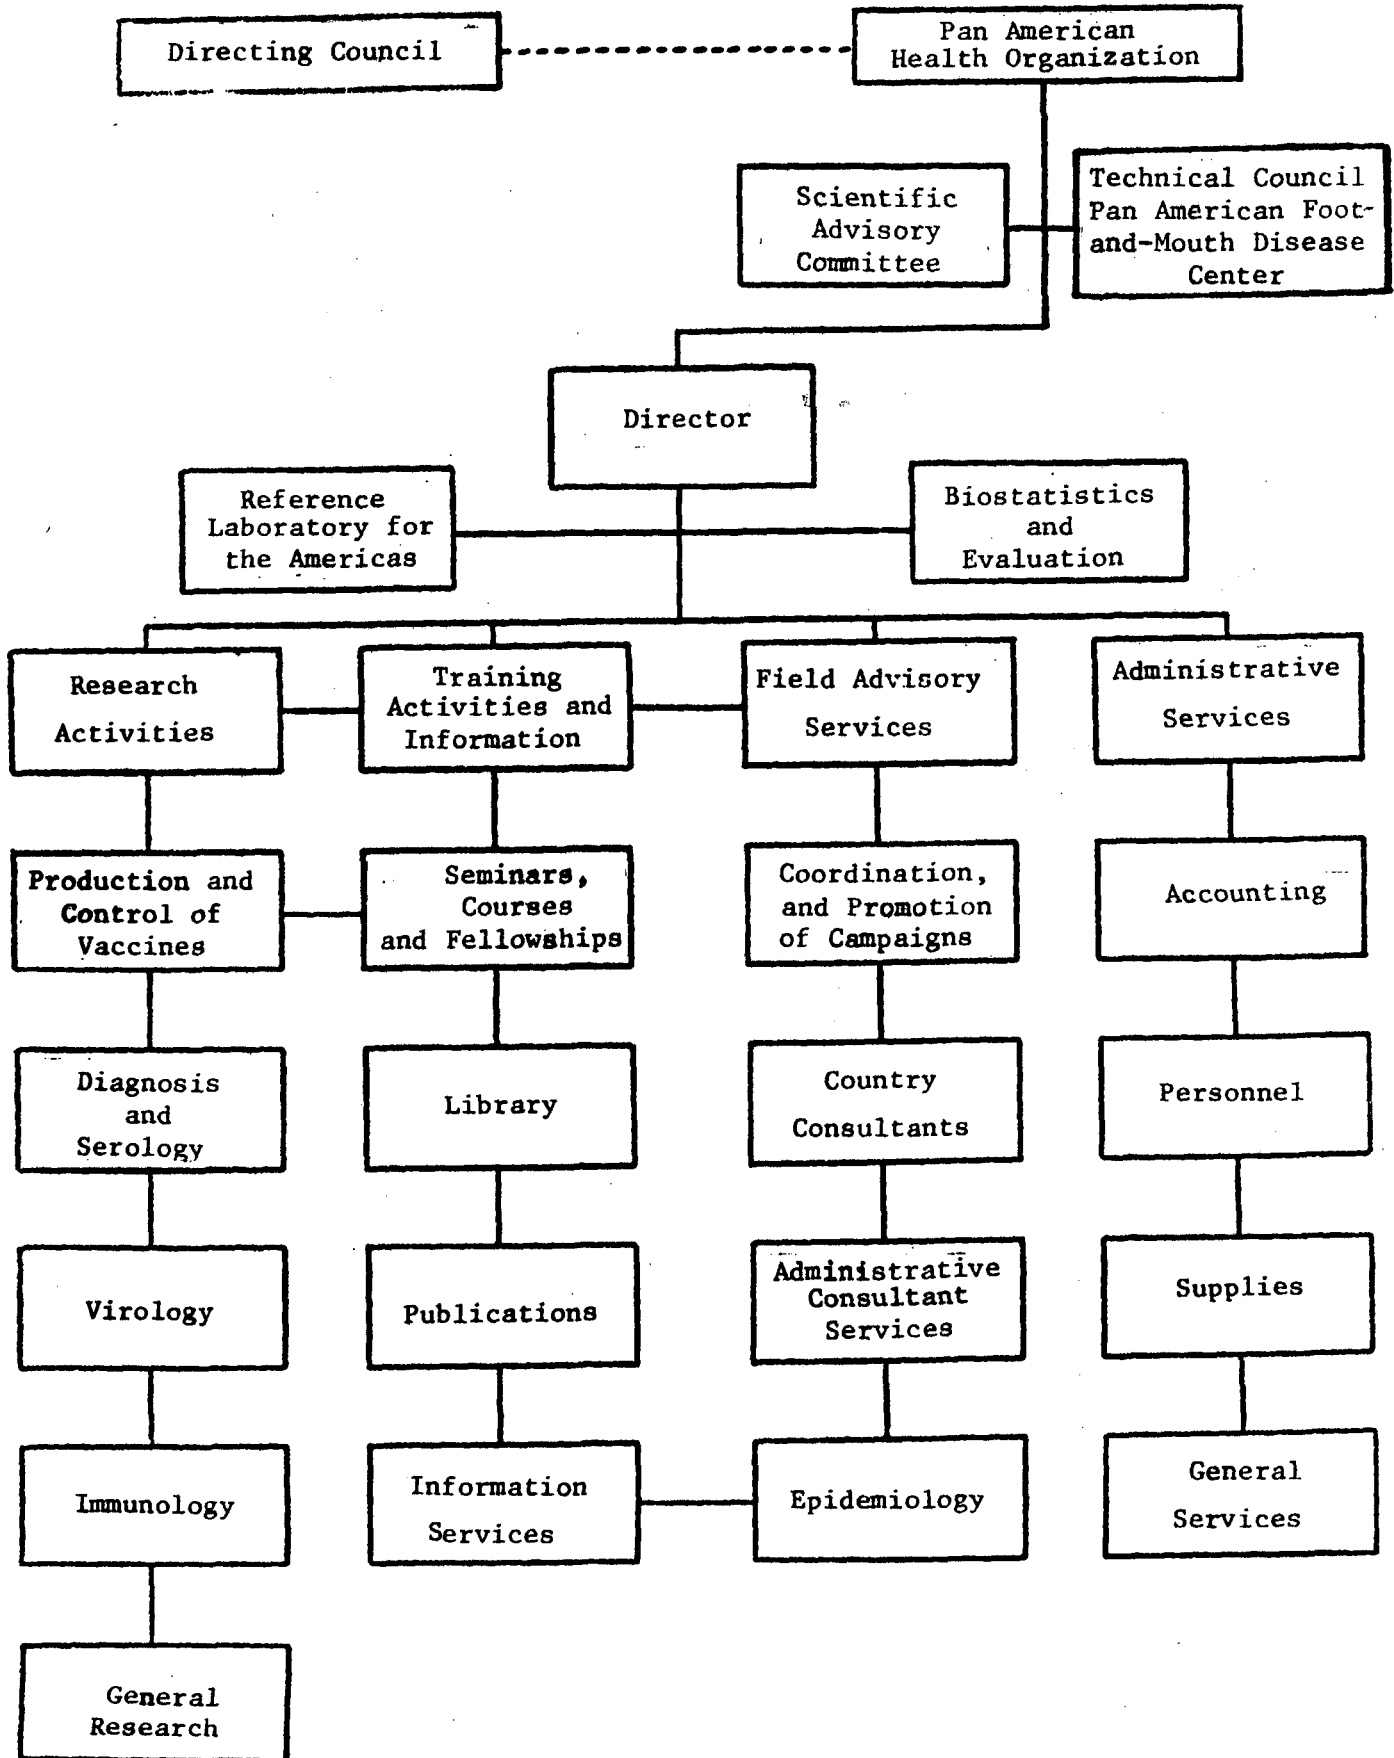 Directing Council
Pan American
Health Organization
Scientific
Advisory
Committee
Technical Council
Pan American Foot-
and-Mouth Disease
Center
Director
Reference
Laboratory for
the Americas
Biostatistics
and
Evaluation
Research
Activities
Training
Activities and
Information
Field Advisory
Services
Administrative
Services
Production and
Control of
Vaccines
Seminars,
Courses
and Fellowships
Coordination,
and Promotion
of Campaigns
Accounting
Diagnosis
and
Serology
Library
Country
Consultants
Personnel
Virology
Publications
Administrative
Consultant
Services
Supplies
Immunology
Information
Services
Epidemiology
General
Services
General
Research